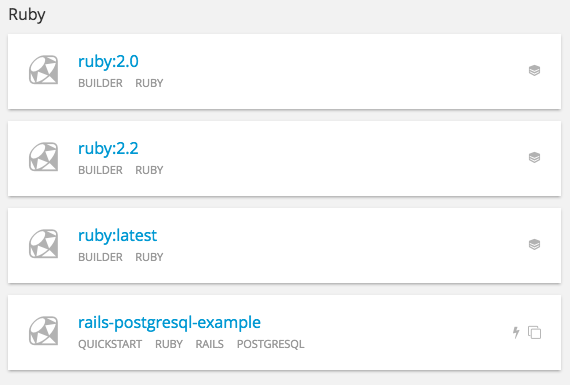 Ruby
ruby:2.0
BUILDER RUBY
ruby:2.2
BUILDER RUBY
ruby:latest
BUILDER RUBY
rails-postgresql-example
QUICKSTART RUBY RAILS POSTGRESQL